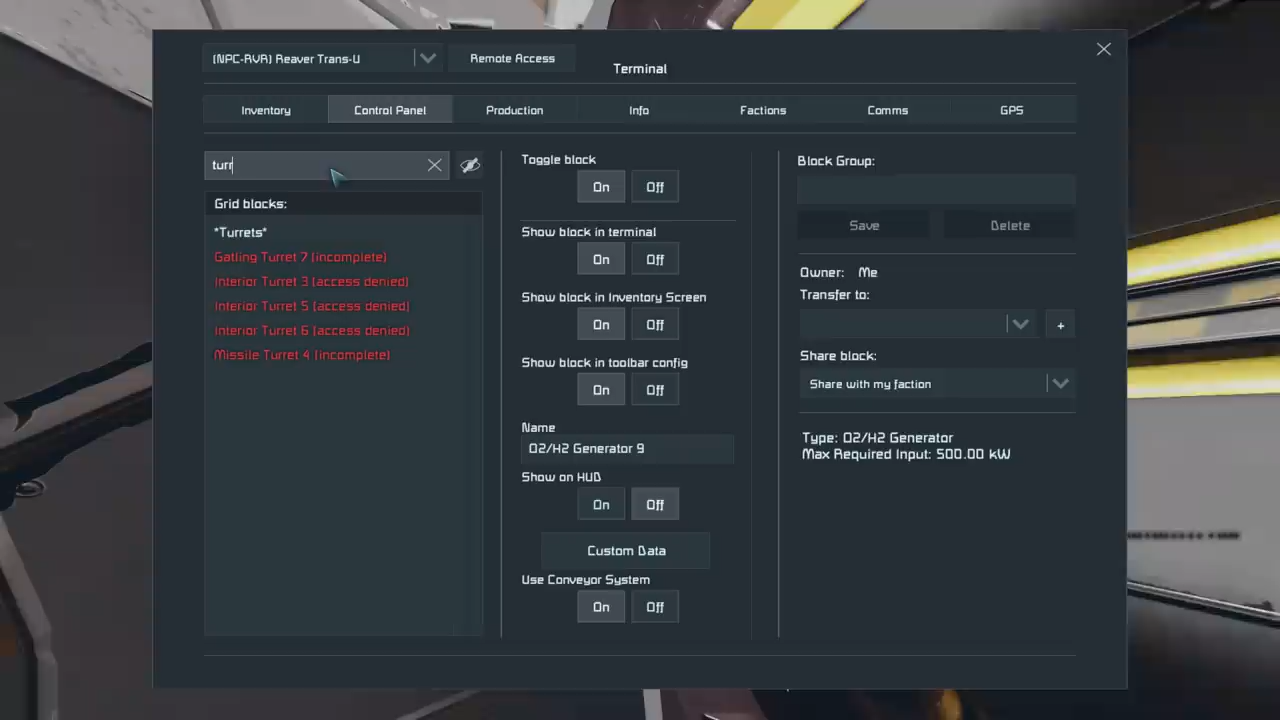 (NPC-RVR) Reaver Trans-U
Remote Access
Terminal
Inventory
Control Panel
Production
Info
Factions
Comms
GPS
turr
Grid blocks:
*Turrets*
Gatling Turret 7 (incomplete)
Interior Turret 3 (access denied)
Interior Turret 5 (access denied)
Interior Turret 6 (access denied)
Missile Turret 4 (incomplete)
Toggle block
On Off
Show block in terminal
On Off
Show block in Inventory Screen
On Off
Show block in toolbar config
On Off
Name
O2/H2 Generator 9
Show on HUD
On Off
Custom Data
Use Conveyor System
On Off
Block Group:
Save Delete
Owner: Me
Transfer to:
+
Share block:
Share with my faction
Type: O2/H2 Generator
Max Required Input: 500.00 kW